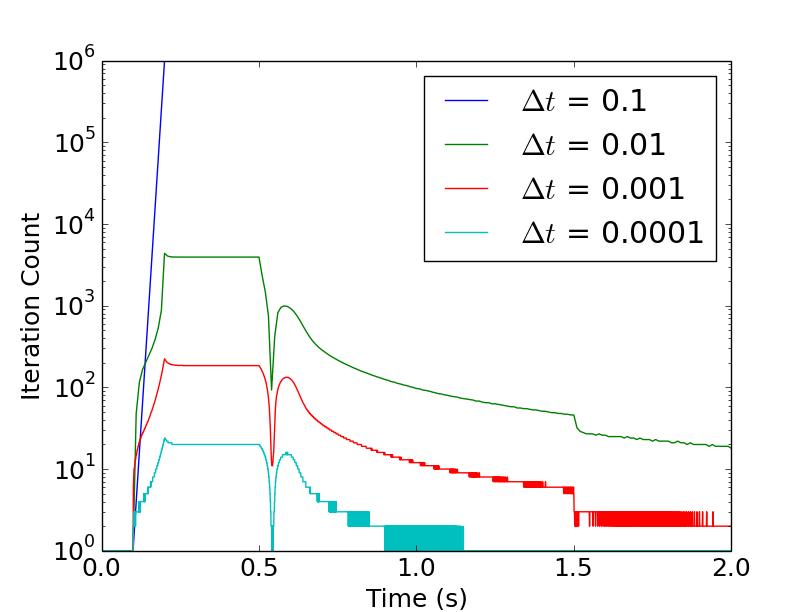 10^6
10^5
10^4
10^3
10^2
10^1
10^0
Iteration Count
Δt = 0.1
Δt = 0.01
Δt = 0.001
Δt = 0.0001
0.0 0.5 1.0 1.5 2.0
Time (s)